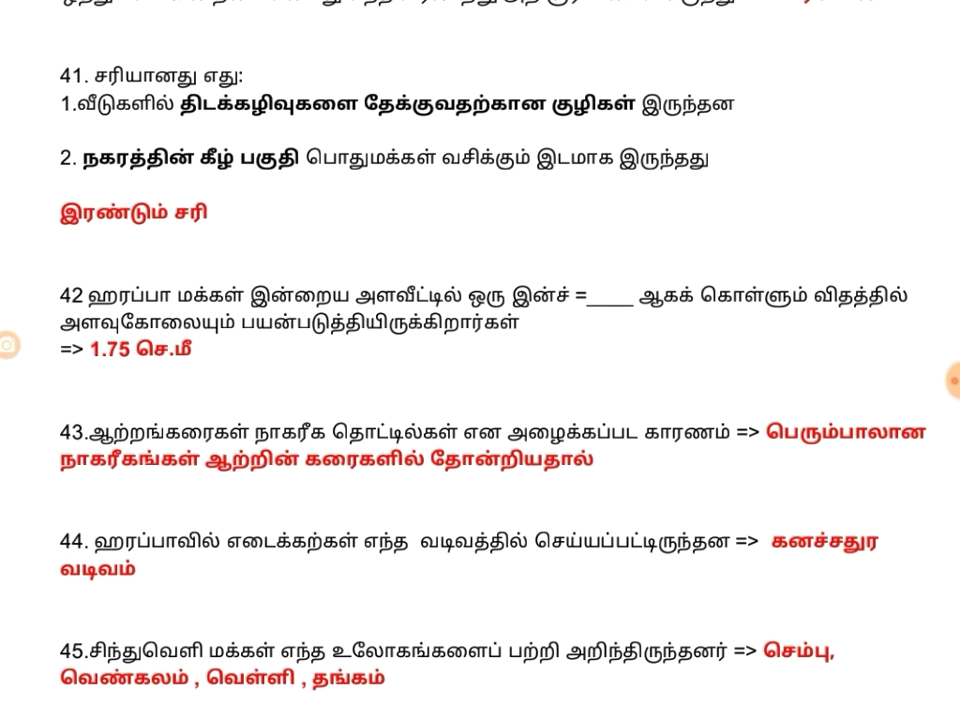 41. சரியானது எது:
1.வீடுகளில் திடக்கழிவுகளை தேக்குவதற்கான குழிகள் இருந்தன
2. நகரத்தின் கீழ் பகுதி பொதுமக்கள் வசிக்கும் இடமாக இருந்தது
இரண்டும் சரி
42 ஹரப்பா மக்கள் இன்றைய அளவீட்டில் ஒரு இன்ச் =____ ஆகக் கொள்ளும் விதத்தில்
அளவுகோலையும் பயன்படுத்தியிருக்கிறார்கள்
=> 1.75 செ.மீ
43.ஆற்றங்கரைகள் நாகரீக தொட்டில்கள் என அழைக்கப்பட காரணம் => பெரும்பாலான
நாகரீகங்கள் ஆற்றின் கரைகளில் தோன்றியதால்
44. ஹரப்பாவில் எடைக்கற்கள் எந்த வடிவத்தில் செய்யப்பட்டிருந்தன => கனச்சதுர
வடிவம்
45.சிந்துவெளி மக்கள் எந்த உலோகங்களைப் பற்றி அறிந்திருந்தனர் => செம்பு,
வெண்கலம் , வெள்ளி , தங்கம்